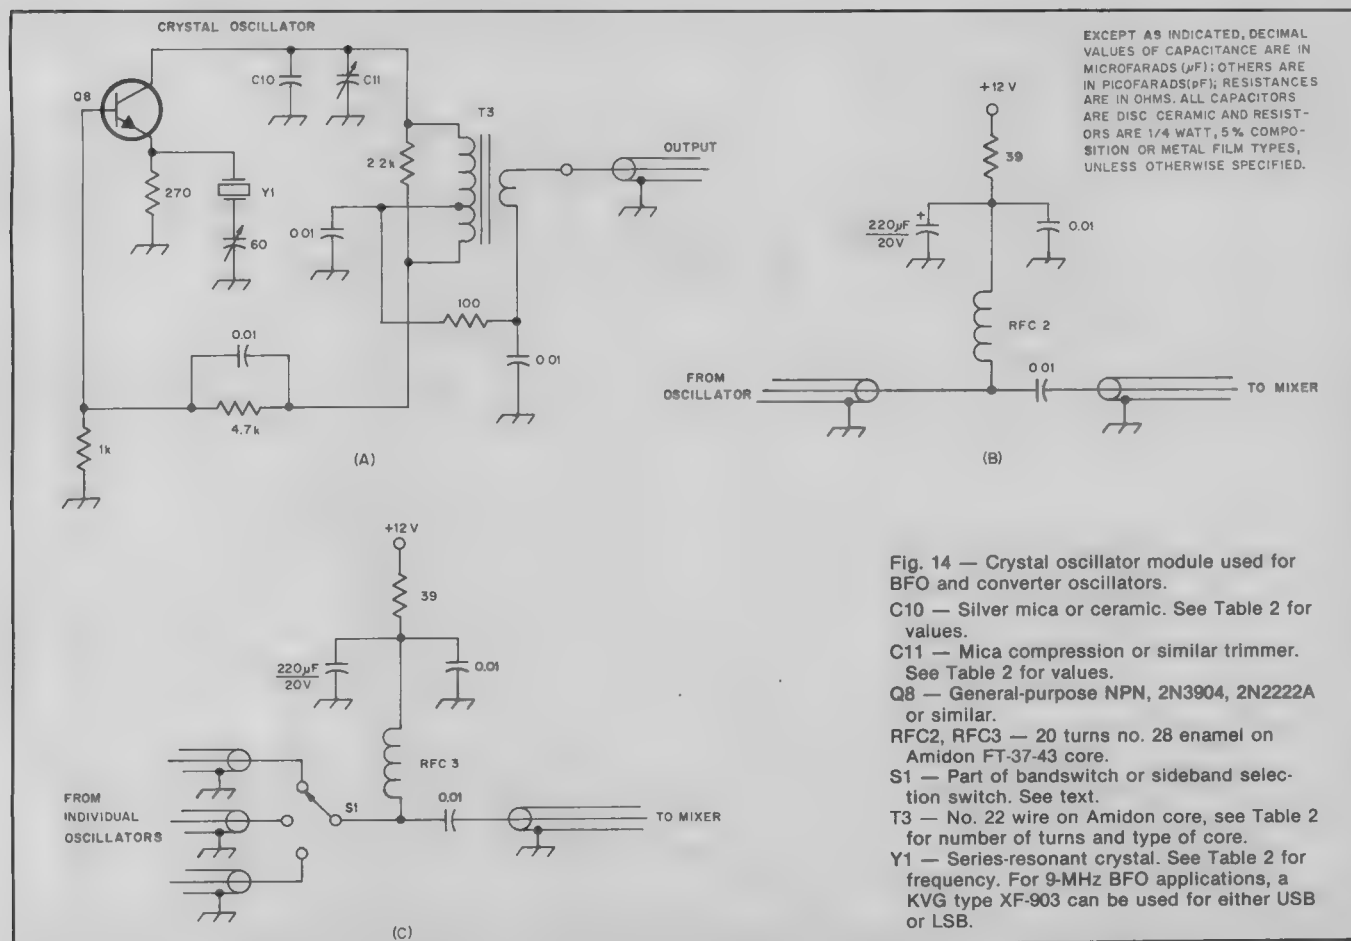 CRYSTAL OSCILLATOR
Q8
C10
C11
T3
2.2k
OUTPUT
270
Y1
60
0.01
100
0.01
0.01
4.7k
1k
(A)
EXCEPT AS INDICATED, DECIMAL
VALUES OF CAPACITANCE ARE IN
MICROFARADS (µF); OTHERS ARE
IN PICOFARADS(pF); RESISTANCES
ARE IN OHMS. ALL CAPACITORS
ARE DISC CERAMIC AND RESIST-
ORS ARE 1/4 WATT, 5% COMPO-
SITION OR METAL FILM TYPES,
UNLESS OTHERWISE SPECIFIED.
+12 V
39
+
220µF
20V
0.01
RFC 2
0.01
FROM
OSCILLATOR
TO MIXER
(B)
+12 V
39
220µF
20V
0.01
RFC 3
0.01
S1
FROM
INDIVIDUAL
OSCILLATORS
TO MIXER
(C)
Fig. 14 — Crystal oscillator module used for
BFO and converter oscillators.
C10 — Silver mica or ceramic. See Table 2 for
values.
C11 — Mica compression or similar trimmer.
See Table 2 for values.
Q8 — General-purpose NPN, 2N3904, 2N2222A
or similar.
RFC2, RFC3 — 20 turns no. 28 enamel on
Amidon FT-37-43 core.
S1 — Part of bandswitch or sideband selec-
tion switch. See text.
T3 — No. 22 wire on Amidon core, see Table 2
for number of turns and type of core.
Y1 — Series-resonant crystal. See Table 2 for
frequency. For 9-MHz BFO applications, a
KVG type XF-903 can be used for either USB
or LSB.